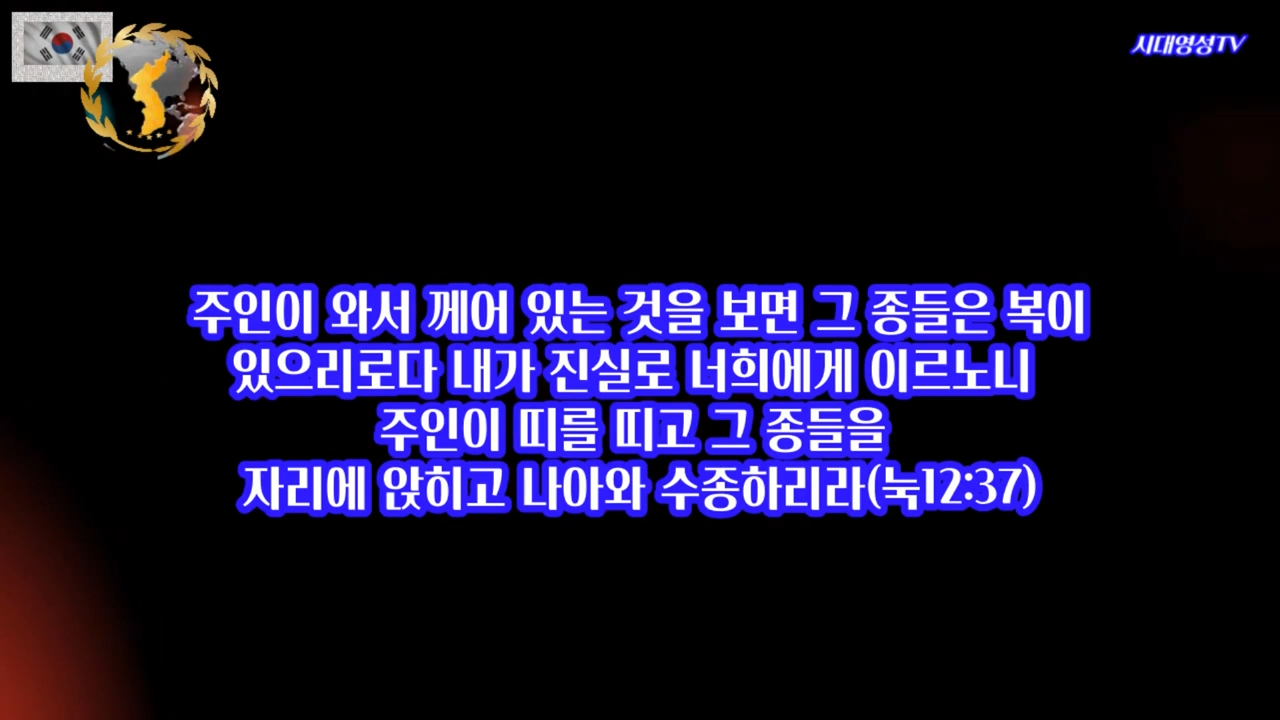 시대영성TV
주인이 와서 깨어 있는 것을 보면 그 종들은 복이
있으리로다 내가 진실로 너희에게 이르노니
주인이 띠를 띠고 그 종들을
자리에 앉히고 나아와 수종하리라(눅12:37)